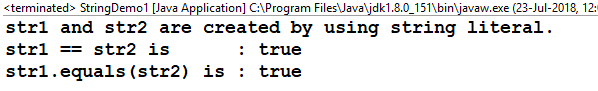 <terminated> StringDemo1 [Java Application] C:\Program Files\Java\jdk1.8.0_151\bin\javaw.exe (23-Jul-2018, 12:
str1 and str2 are created by using string literal.
str1 == str2 is      : true
str1.equals(str2) is : true